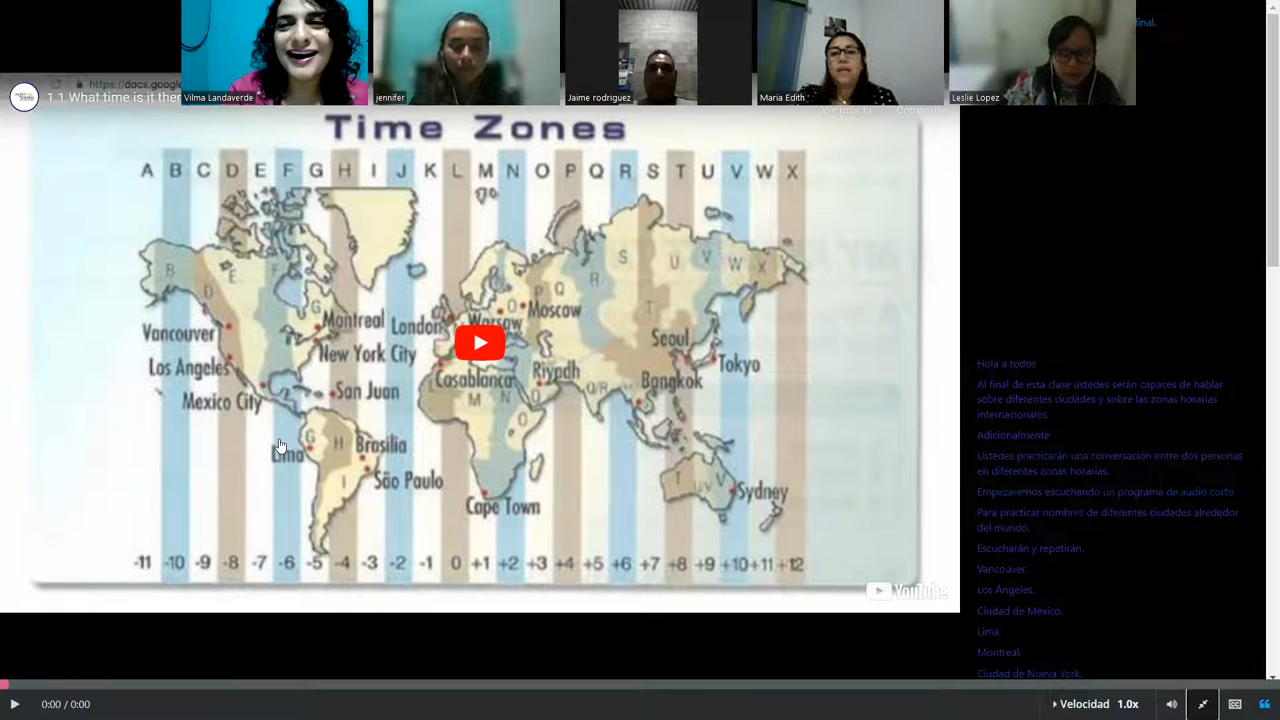 final.
https://docs.google
Vilma Landaverde
jennifer
Jaime rodriguez
Maria Edith
Leslie Lopez
1.1 What time is it ther
Time Zones
A B C D E F G H I J K L M N O P Q R S T U V W X
B
D
E
F
G
O
P
Q
R
S
T
U
V
W
X
Vancouver
Montreal
London
Warsaw
Moscow
Seoul
Los Angeles
New York City
Casablanca
Riyadh
Bangkok
Tokyo
Mexico City
San Juan
M
N
O
Q/R
G
H
I
Lima
Brasilia
São Paulo
Cape Town
T
UV
V
Sydney
-11 -10 -9 -8 -7 -6 -5 -4 -3 -2 -1 0 +1 +2 +3 +4 +5 +6 +7 +8 +9 +10 +11 +12
YouTube
Hola a todos
Al final de esta clase ustedes serán capaces de hablar
sobre diferentes ciudades y sobre las zonas horarias
internacionales.
Adicionalmente
Ustedes practicarán una conversación entre dos personas
en diferentes zonas horarias.
Empezaremos escuchando un programa de audio corto
Para practicar nombres de diferentes ciudades alrededor
del mundo.
Escucharán y repetirán.
Vancouver.
Los Ángeles.
Ciudad de Mexico.
Lima
Montreal.
Ciudad de Nueva York.
0:00 / 0:00
Velocidad 1.0x